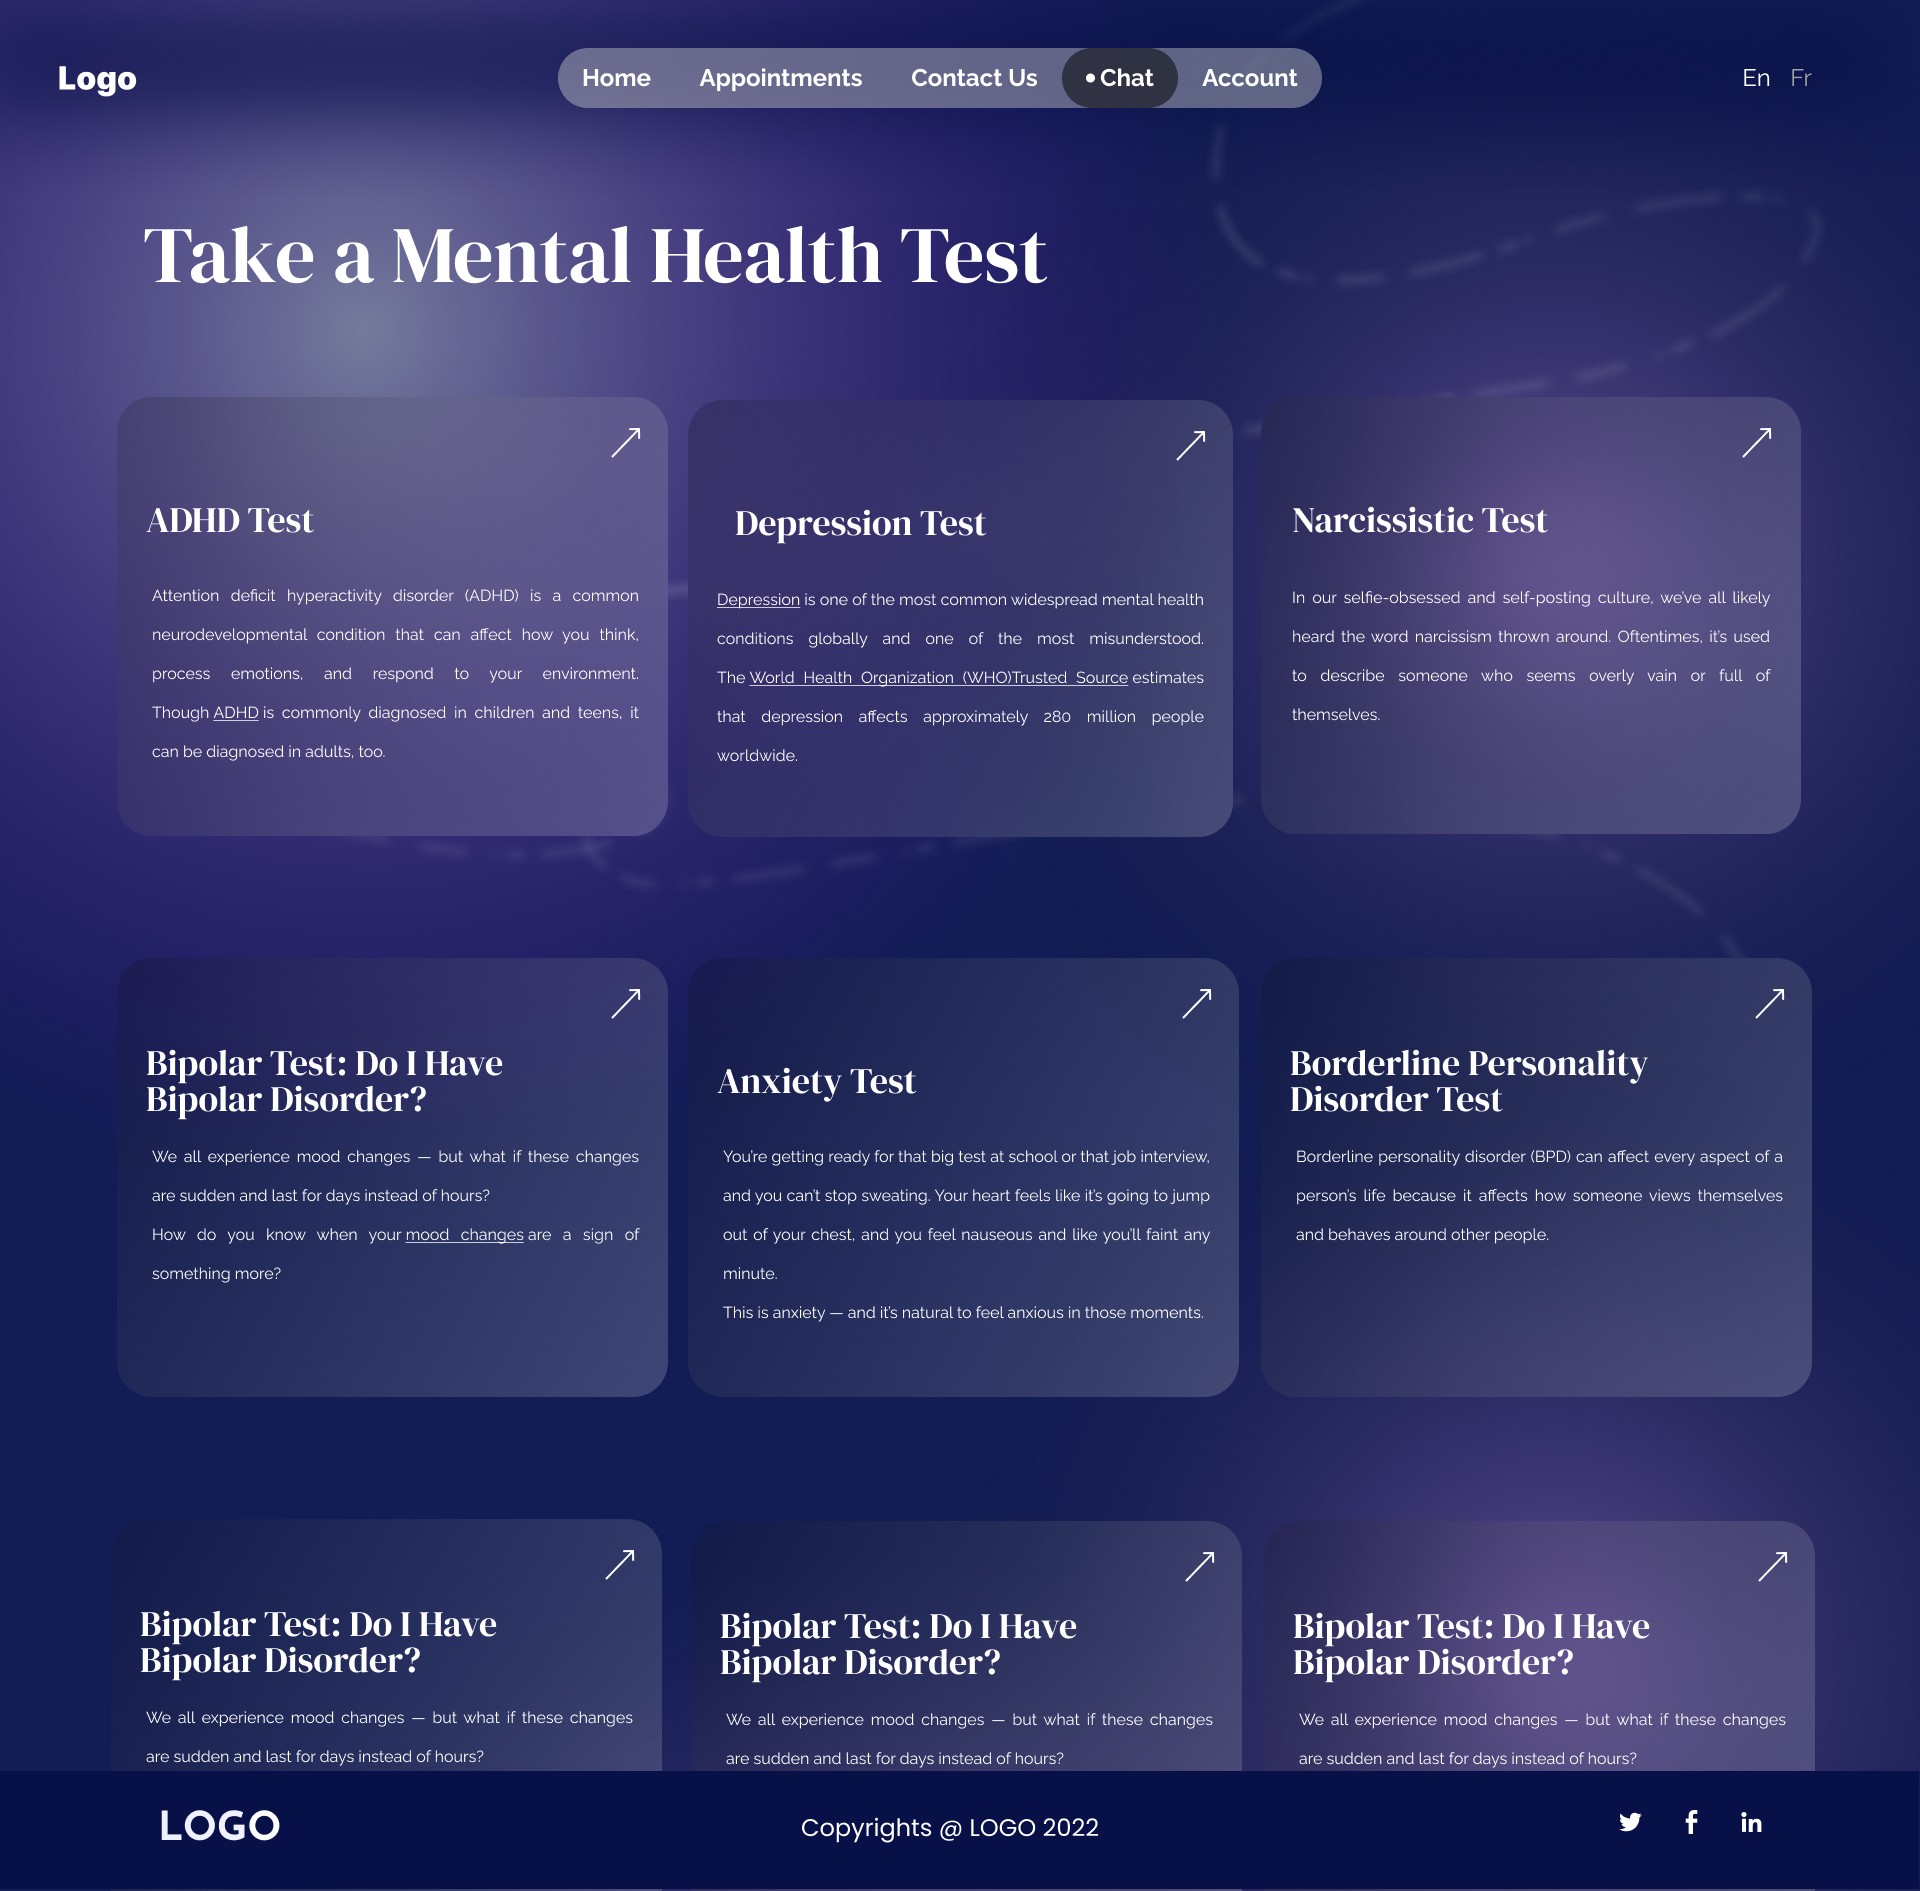 Logo
Home Appointments Contact Us Chat Account
En Fr
Take a Mental Health Test
ADHD Test
Attention deficit hyperactivity disorder (ADHD) is a common
neurodevelopmental condition that can affect how you think,
process emotions, and respond to your environment.
Though ADHD is commonly diagnosed in children and teens, it
can be diagnosed in adults, too.
Depression Test
Depression is one of the most common widespread mental health
conditions globally and one of the most misunderstood.
The World Health Organization (WHO)Trusted Source estimates
that depression affects approximately 280 million people
worldwide.
Narcissistic Test
In our selfie-obsessed and self-posting culture, we’ve all likely
heard the word narcissism thrown around. Oftentimes, it’s used
to describe someone who seems overly vain or full of
themselves.
Bipolar Test: Do I Have
Bipolar Disorder?
We all experience mood changes — but what if these changes
are sudden and last for days instead of hours?
How do you know when your mood changes are a sign of
something more?
Anxiety Test
You’re getting ready for that big test at school or that job interview,
and you can’t stop sweating. Your heart feels like it’s going to jump
out of your chest, and you feel nauseous and like you’ll faint any
minute.
This is anxiety — and it’s natural to feel anxious in those moments.
Borderline Personality
Disorder Test
Borderline personality disorder (BPD) can affect every aspect of a
person’s life because it affects how someone views themselves
and behaves around other people.
Bipolar Test: Do I Have
Bipolar Disorder?
We all experience mood changes — but what if these changes
are sudden and last for days instead of hours?
Bipolar Test: Do I Have
Bipolar Disorder?
We all experience mood changes — but what if these changes
are sudden and last for days instead of hours?
Bipolar Test: Do I Have
Bipolar Disorder?
We all experience mood changes — but what if these changes
are sudden and last for days instead of hours?
LOGO
Copyrights @ LOGO 2022